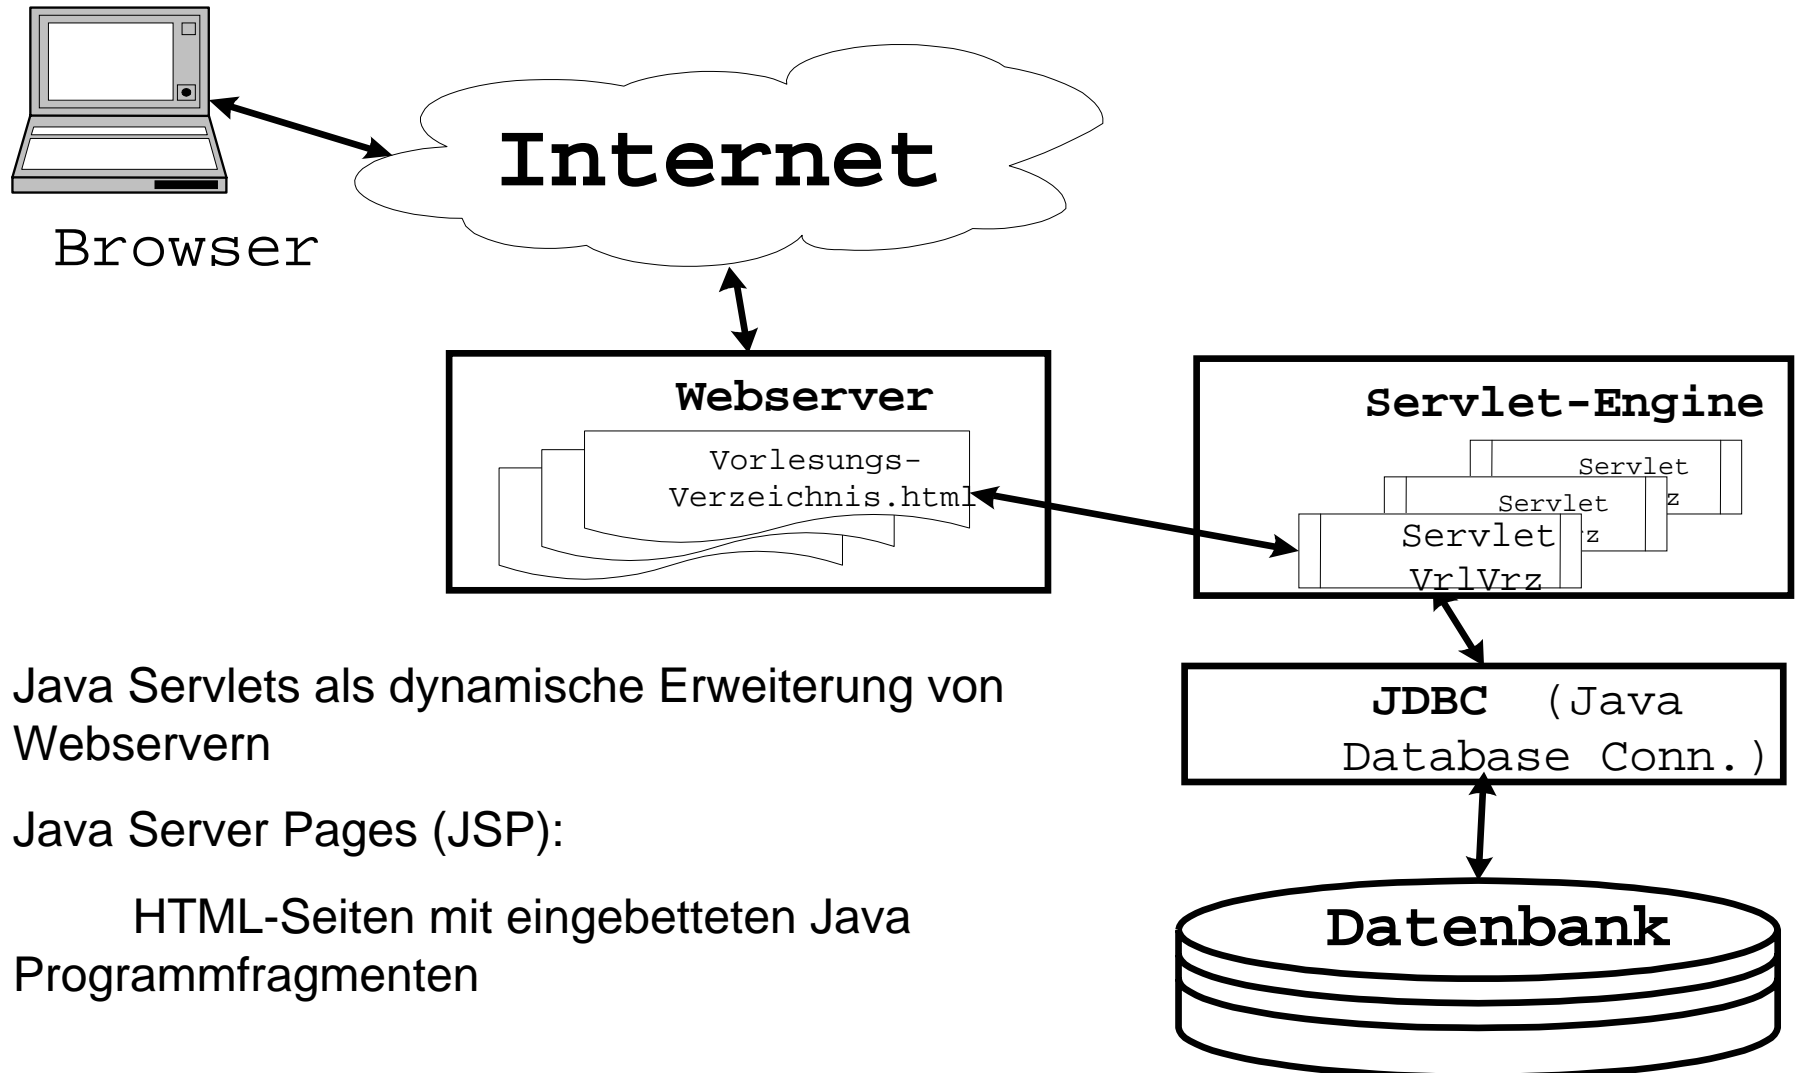 Internet
Browser
Webserver
Vorlesungs-
Verzeichnis.html
Servlet-Engine
Servlet
z
Servlet
rz
Servlet
VrlVrz
JDBC (Java
Database Conn.)
Datenbank
Java Servlets als dynamische Erweiterung von
Webservern
Java Server Pages (JSP):
HTML-Seiten mit eingebetteten Java
Programmfragmenten